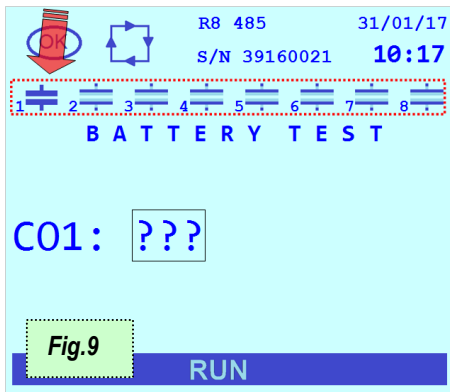 OK R8 485 31/01/17
S/N 39160021 10:17
1 2 3 4 5 6 7 8
BATTERY TEST
CO1: ???
Fig.9
RUN